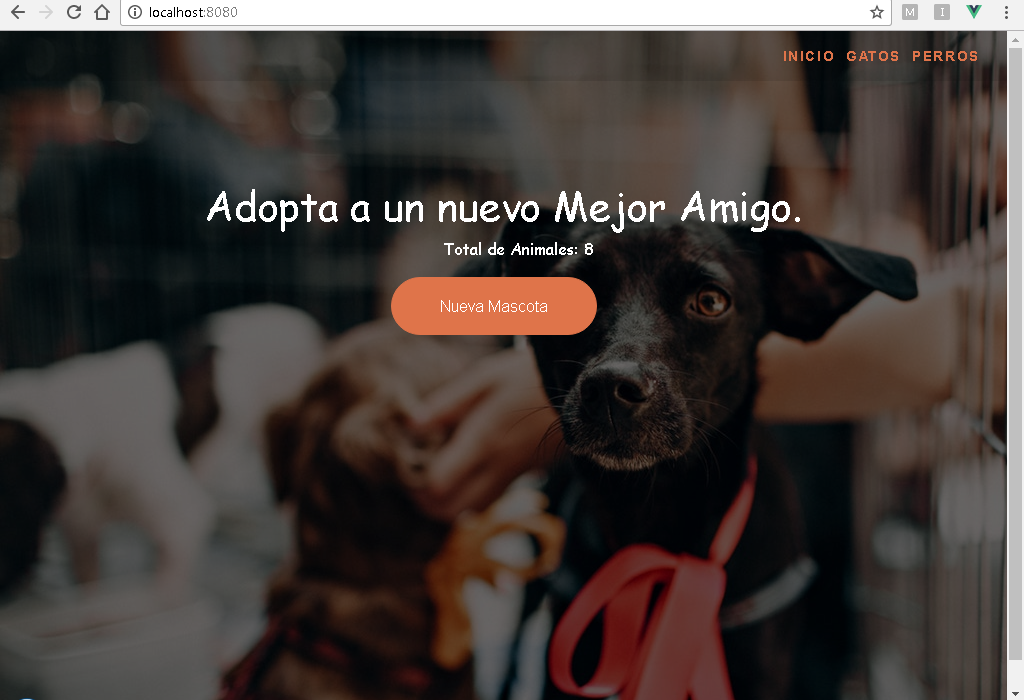 localhost:8080
M
I
INICIO GATOS PERROS
Adopta a un nuevo Mejor Amigo.
Total de Animales: 8
Nueva Mascota